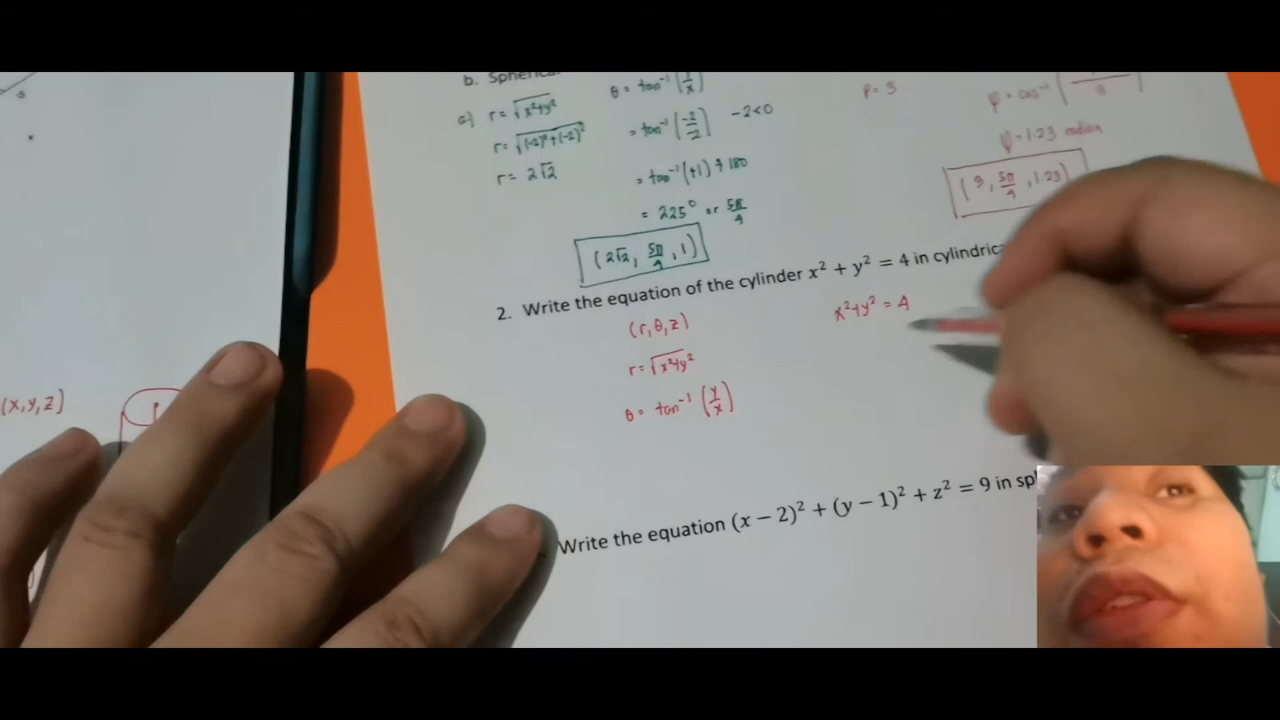 b. Spherica
a) r = √x²+y²
r = √(-2)²+(-2)²
r = 2√2
θ = tan⁻¹ (y/x)
= tan⁻¹ (-2/-2) -2<0
= tan⁻¹ (+1) + 180
= 225° or 5π/4
(2√2, 5π/4, 1)
ρ = 3
φ = cos⁻¹ ( /3
φ = 1.23 radian
(3, 5π/4, 1.23)
2. Write the equation of the cylinder x² + y² = 4 in cylindrica
(r, θ, z)
r = √x²+y²
θ = tan⁻¹ (y/x)
x²+y² = 4
(x, y, z)
Write the equation (x − 2)² + (y − 1)² + z² = 9 in sp